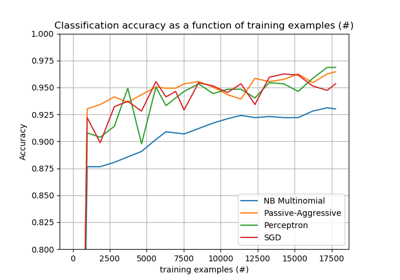 Classification accuracy as a function of training examples (#)
1.000
0.975
0.950
0.925
0.900
0.875
0.850
0.825
0.800
Accuracy
NB Multinomial
Passive-Aggressive
Perceptron
SGD
0 2500 5000 7500 10000 12500 15000 17500
training examples (#)